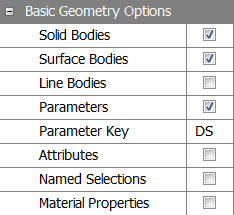 Basic Geometry Options
Solid Bodies
Surface Bodies
Line Bodies
Parameters
Parameter Key DS
Attributes
Named Selections
Material Properties